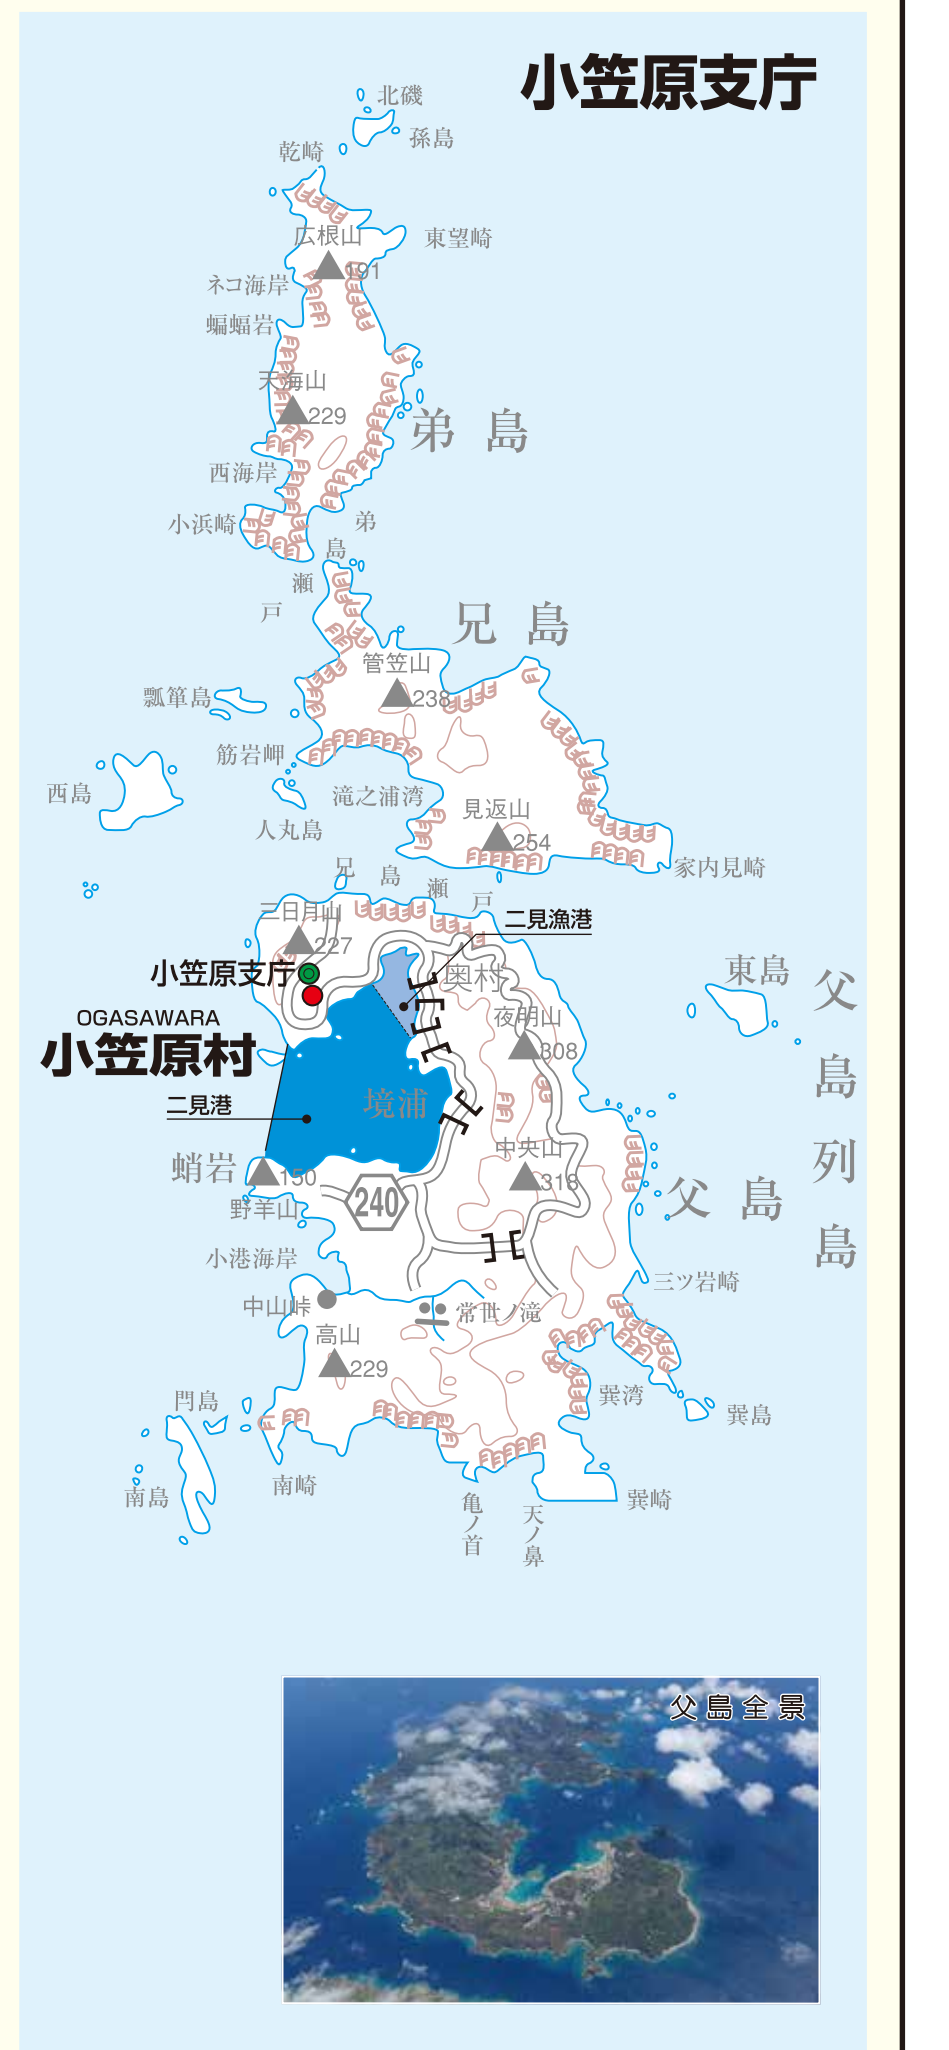 小笠原支庁
北磯
孫島
乾崎
広根山
191
東望崎
ネコ海岸
蝙蝠岩
天海山
229
弟島
西海岸
小浜崎
弟島瀬戸
兄島
管笠山
238
瓢箪島
筋岩岬
西島
滝之浦湾
人丸島
見返山
254
家内見崎
兄島瀬戸
三日月山
227
二見漁港
小笠原支庁
奥村
東島
父島列島
OGASAWARA
小笠原村
夜明山
308
二見港
境浦
中央山
318
蛸岩
150
野羊山
240
父島
小港海岸
三ツ岩崎
中山峠
常世ノ滝
高山
229
巽湾
閂島
巽島
南崎
南島
亀ノ首
天ノ鼻
巽崎
父島全景